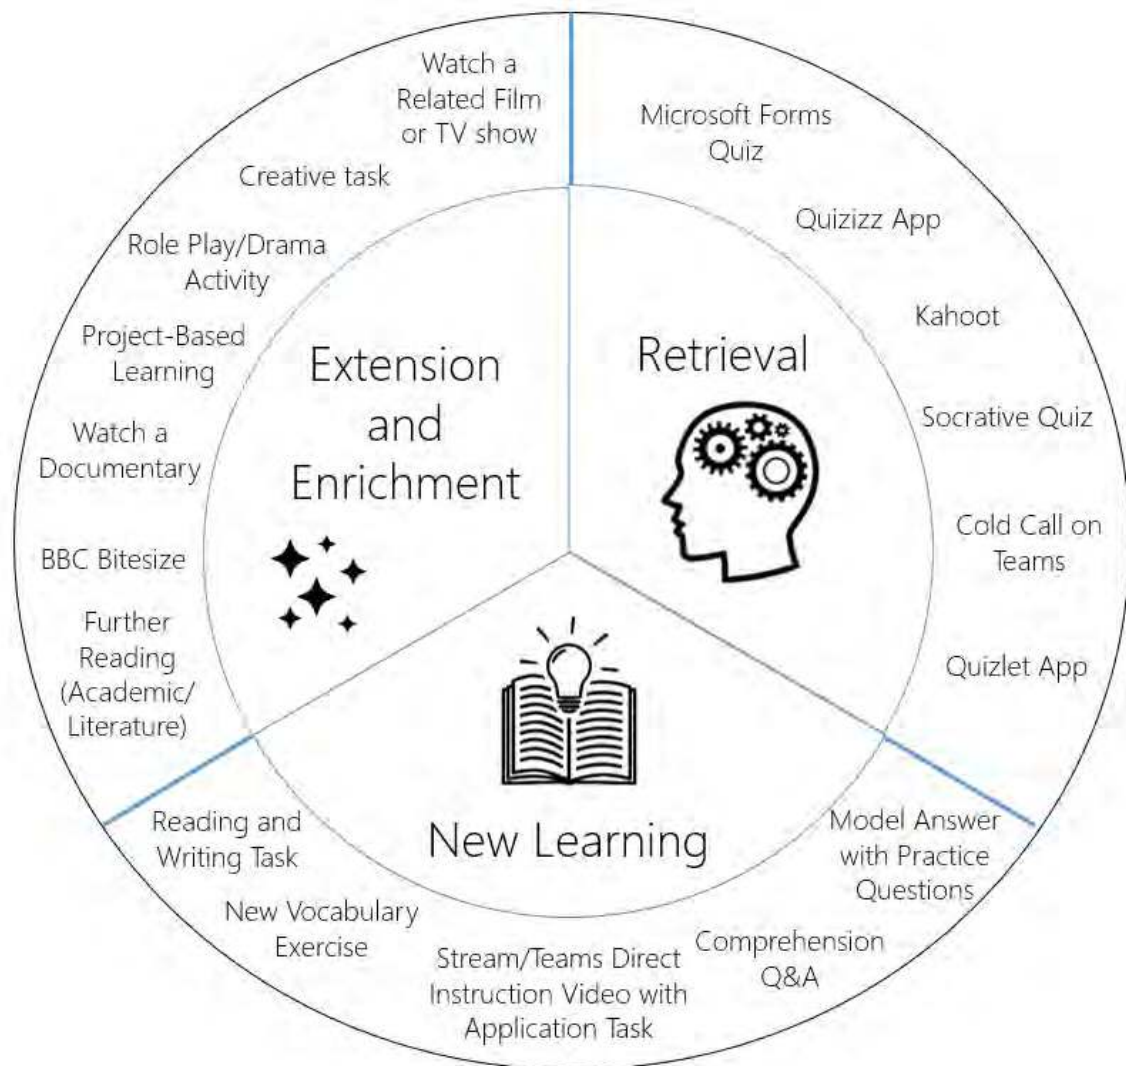 Watch a
Related Film
or TV show
Creative task
Role Play/Drama
Activity
Project-Based
Learning
Watch a
Documentary
BBC Bitesize
Further
Reading
(Academic/
Literature)
Extension
and
Enrichment
Microsoft Forms
Quiz
Quizizz App
Kahoot
Socrative Quiz
Cold Call on
Teams
Quizlet App
Retrieval
New Learning
Reading and
Writing Task
New Vocabulary
Exercise
Stream/Teams Direct
Instruction Video with
Application Task
Comprehension
Q&A
Model Answer
with Practice
Questions